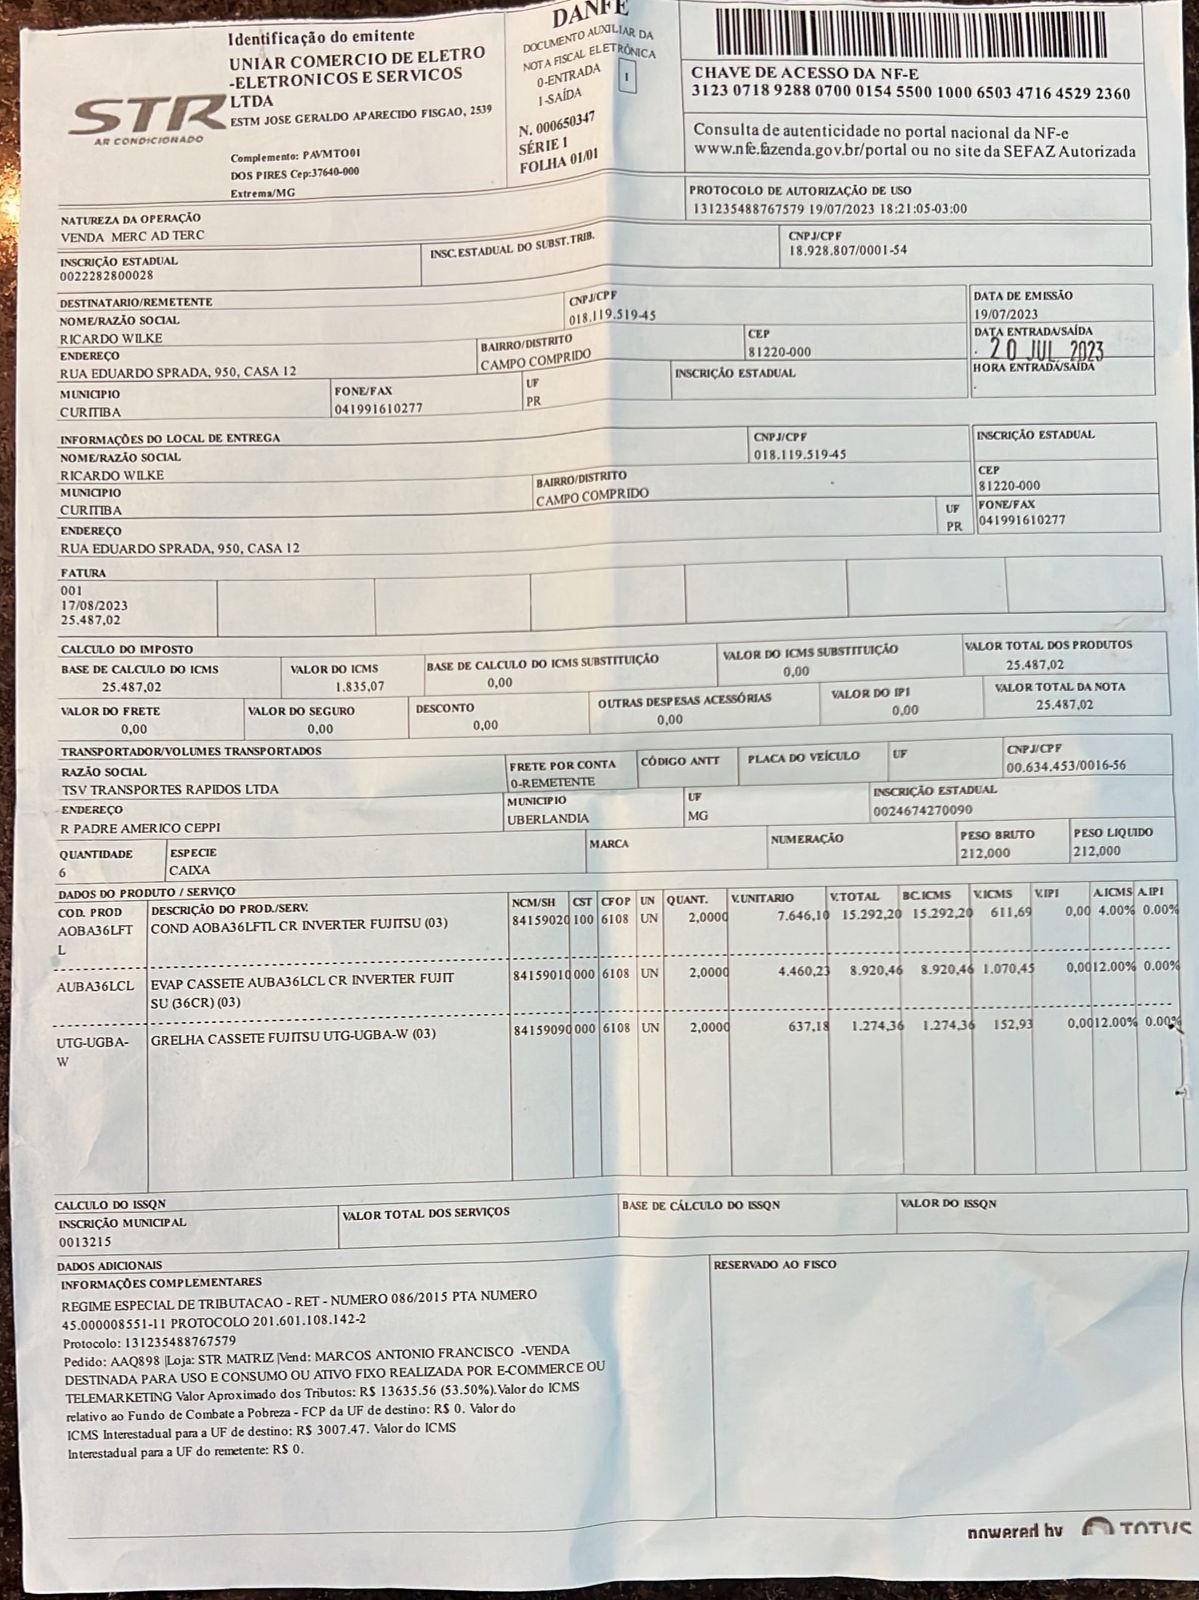 STR
AR CONDICIONADO
Identificação do emitente
UNIAR COMERCIO DE ELETRO
-ELETRONICOS E SERVICOS
LTDA
ESTM JOSE GERALDO APARECIDO FISGAO, 2539
Complemento: PAVMTO01
DOS PIRES Cep:37640-000
Extrema/MG
DANFE
DOCUMENTO AUXILIAR DA
NOTA FISCAL ELETRÔNICA
0-ENTRADA
1-SAÍDA
1
N. 000650347
SÉRIE 1
FOLHA 01/01
CHAVE DE ACESSO DA NF-E
3123 0718 9288 0700 0154 5500 1000 6503 4716 4529 2360
Consulta de autenticidade no portal nacional da NF-e
www.nfe.fazenda.gov.br/portal ou no site da SEFAZ Autorizada
PROTOCOLO DE AUTORIZAÇÃO DE USO
131235488767579 19/07/2023 18:21:05-03:00
NATUREZA DA OPERAÇÃO
VENDA MERC AD TERC
INSCRIÇÃO ESTADUAL
0022282800028
INSC.ESTADUAL DO SUBST.TRIB.
CNPJ/CPF
18.928.807/0001-54
DESTINATARIO/REMETENTE
NOME/RAZÃO SOCIAL
RICARDO WILKE
CNPJ/CPF
018.119.519-45
DATA DE EMISSÃO
19/07/2023
ENDEREÇO
RUA EDUARDO SPRADA, 950, CASA 12
BAIRRO/DISTRITO
CAMPO COMPRIDO
CEP
81220-000
DATA ENTRADA/SAÍDA
20 JUL 2023
MUNICIPIO
CURITIBA
FONE/FAX
041991610277
UF
PR
INSCRIÇÃO ESTADUAL
HORA ENTRADA/SAÍDA
INFORMAÇÕES DO LOCAL DE ENTREGA
NOME/RAZÃO SOCIAL
RICARDO WILKE
CNPJ/CPF
018.119.519-45
INSCRIÇÃO ESTADUAL
MUNICIPIO
CURITIBA
BAIRRO/DISTRITO
CAMPO COMPRIDO
CEP
81220-000
ENDEREÇO
RUA EDUARDO SPRADA, 950, CASA 12
UF
PR
FONE/FAX
041991610277
FATURA
001
17/08/2023
25.487,02
CALCULO DO IMPOSTO
BASE DE CALCULO DO ICMS
25.487,02
VALOR DO ICMS
1.835,07
BASE DE CALCULO DO ICMS SUBSTITUIÇÃO
0,00
VALOR DO ICMS SUBSTITUIÇÃO
0,00
VALOR TOTAL DOS PRODUTOS
25.487,02
VALOR DO FRETE
0,00
VALOR DO SEGURO
0,00
DESCONTO
0,00
OUTRAS DESPESAS ACESSÓRIAS
0,00
VALOR DO IPI
0,00
VALOR TOTAL DA NOTA
25.487,02
TRANSPORTADOR/VOLUMES TRANSPORTADOS
RAZÃO SOCIAL
TSV TRANSPORTES RAPIDOS LTDA
FRETE POR CONTA
0-REMETENTE
CÓDIGO ANTT
PLACA DO VEÍCULO
UF
CNPJ/CPF
00.634.453/0016-56
ENDEREÇO
R PADRE AMERICO CEPPI
MUNICIPIO
UBERLANDIA
UF
MG
INSCRIÇÃO ESTADUAL
0024674270090
QUANTIDADE
6
ESPECIE
CAIXA
MARCA
NUMERAÇÃO
PESO BRUTO
212,000
PESO LIQUIDO
212,000
DADOS DO PRODUTO / SERVIÇO
COD. PROD DESCRIÇÃO DO PROD./SERV. NCM/SH CST CFOP UN QUANT. V.UNITARIO V.TOTAL BC.ICMS V.ICMS V.IPI A.ICMS A.IPI
AOBA36LFT COND AOBA36LFTL CR INVERTER FUJITSU (03) 84159020 100 6108 UN 2,0000 7.646,10 15.292,20 15.292,20 611,69 0,00 4.00% 0.00%
L
AUBA36LCL EVAP CASSETE AUBA36LCL CR INVERTER FUJIT 84159010 000 6108 UN 2,0000 4.460,23 8.920,46 8.920,46 1.070,45 0,00 12.00% 0.00%
SU (36CR) (03)
UTG-UGBA- GRELHA CASSETE FUJITSU UTG-UGBA-W (03) 84159090 000 6108 UN 2,0000 637,18 1.274,36 1.274,36 152,93 0,00 12.00% 0.00%
W
CALCULO DO ISSQN
INSCRIÇÃO MUNICIPAL
0013215
VALOR TOTAL DOS SERVIÇOS
BASE DE CÁLCULO DO ISSQN
VALOR DO ISSQN
DADOS ADICIONAIS
INFORMAÇÕES COMPLEMENTARES
REGIME ESPECIAL DE TRIBUTACAO - RET - NUMERO 086/2015 PTA NUMERO
45.000008551-11 PROTOCOLO 201.601.108.142-2
Protocolo: 131235488767579
Pedido: AAQ898 |Loja: STR MATRIZ |Vend: MARCOS ANTONIO FRANCISCO -VENDA
DESTINADA PARA USO E CONSUMO OU ATIVO FIXO REALIZADA POR E-COMMERCE OU
TELEMARKETING Valor Aproximado dos Tributos: R$ 13635.56 (53.50%).Valor do ICMS
relativo ao Fundo de Combate a Pobreza - FCP da UF de destino: R$ 0. Valor do
ICMS Interestadual para a UF de destino: R$ 3007.47. Valor do ICMS
Interestadual para a UF do remetente: R$ 0.
RESERVADO AO FISCO
powered by TOTVS